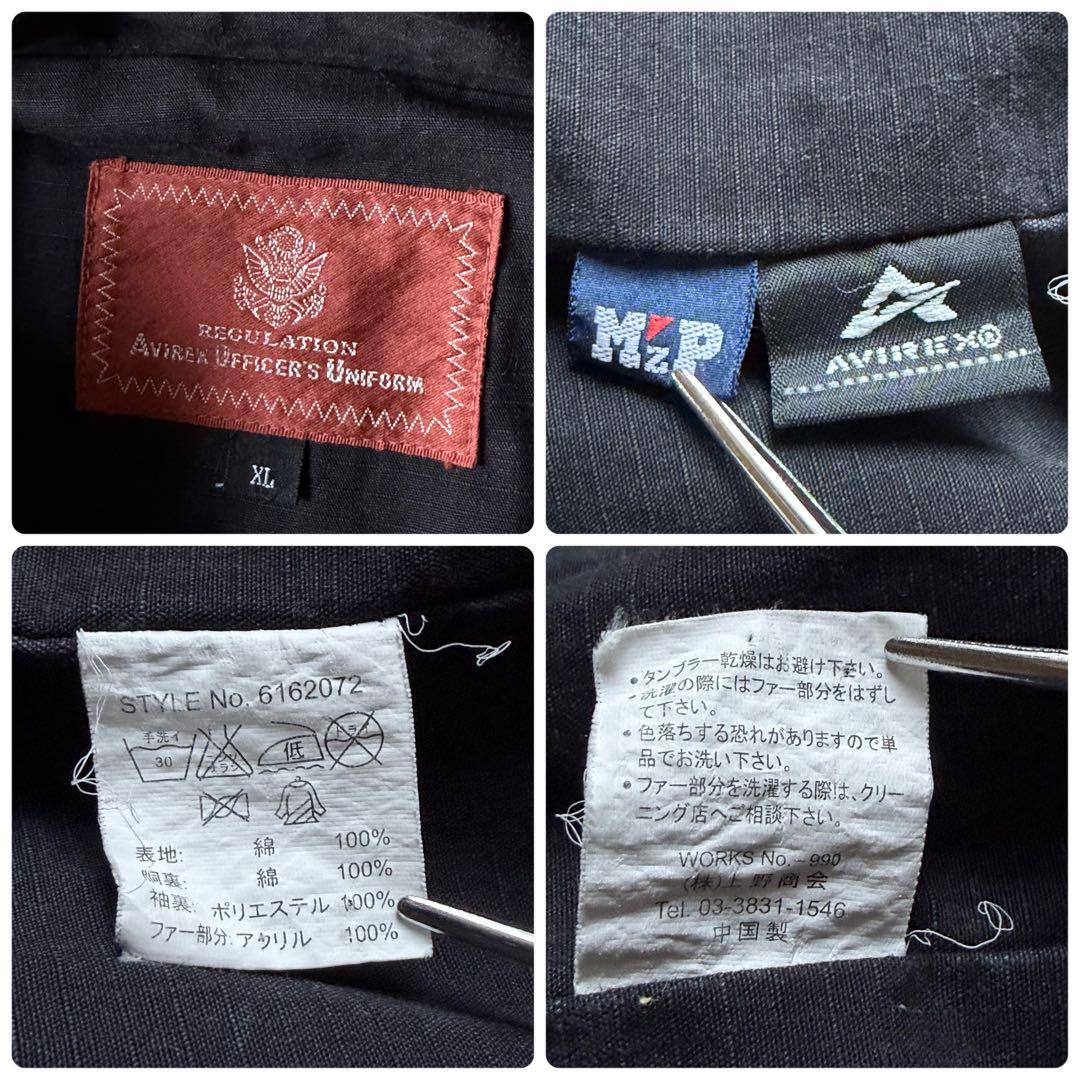 REGULATION
AVIREX OFFICER'S UNIFORM
XL
MzP
AVIREX®
STYLE No. 6162072
手洗イ
30
低
ドライ
表地: 綿 100%
胴裏: 綿 100%
袖裏: ポリエステル 100%
ファー部分: アクリル 100%
・タンブラー乾燥はお避け下さい。
・洗濯の際にはファー部分をはずし
て下さい。
・色落ちする恐れがありますので単
品でお洗い下さい。
・ファー部分を洗濯する際は、クリー
ニング店へご相談下さい。
WORKS No.-990
(株)上野商会
Tel. 03-3831-1546
中国製